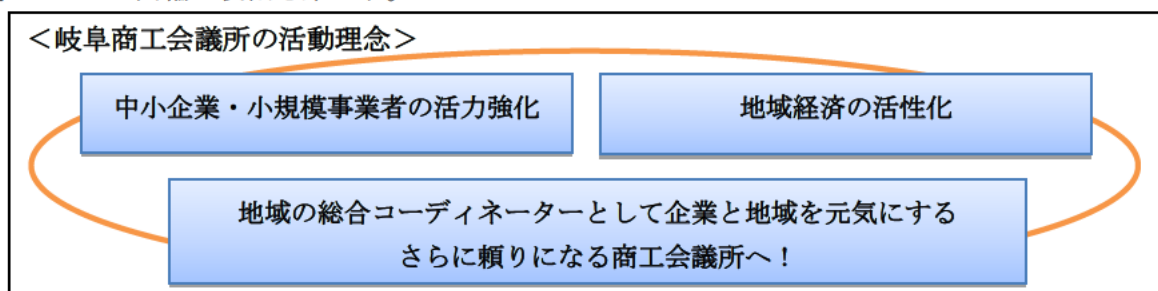 <岐阜商工会議所の活動理念>
中小企業・小規模事業者の活力強化
地域経済の活性化
地域の総合コーディネーターとして企業と地域を元気にする
さらに頼りになる商工会議所へ!